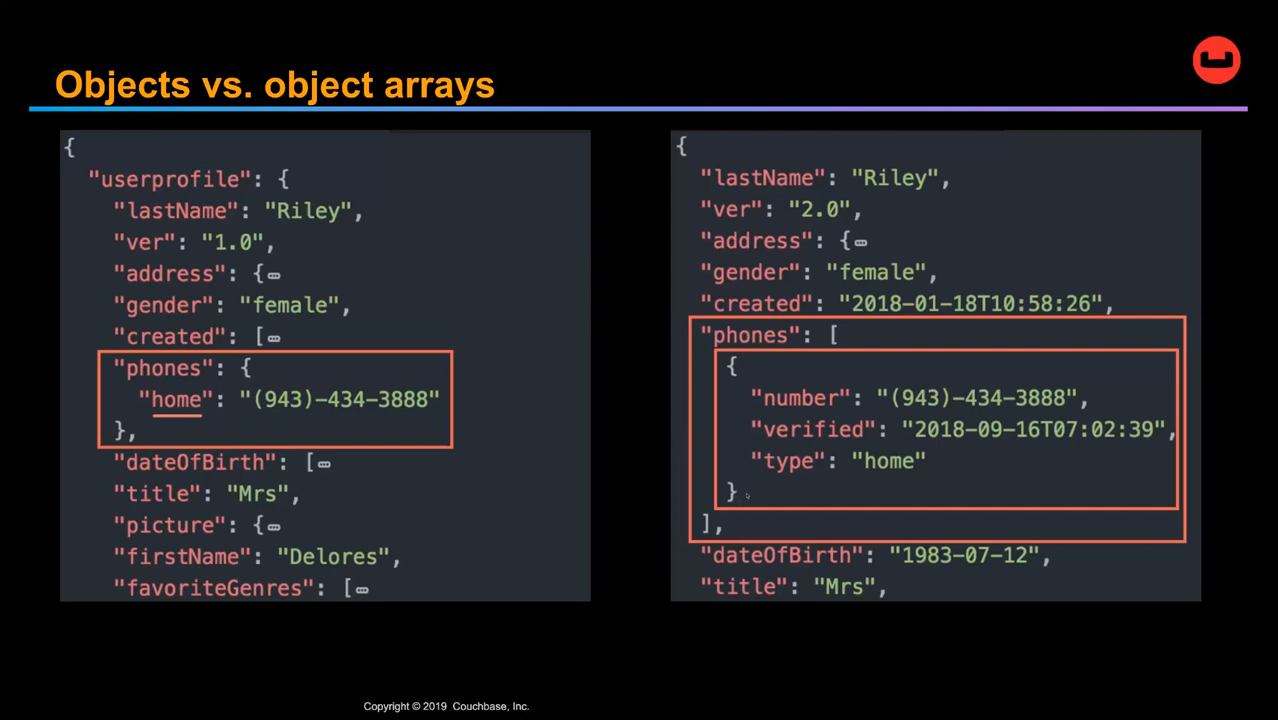 Objects vs. object arrays
{
"userprofile": {
"lastName": "Riley",
"ver": "1.0",
"address": {…
"gender": "female",
"created": […
"phones": {
"home": "(943)-434-3888"
},
"dateOfBirth": […
"title": "Mrs",
"picture": {…
"firstName": "Delores",
"favoriteGenres": […
{
"lastName": "Riley",
"ver": "2.0",
"address": {…
"gender": "female",
"created": "2018-01-18T10:58:26",
"phones": [
{
"number": "(943)-434-3888",
"verified": "2018-09-16T07:02:39",
"type": "home"
}
],
"dateOfBirth": "1983-07-12",
"title": "Mrs",
Copyright © 2019 Couchbase, Inc.